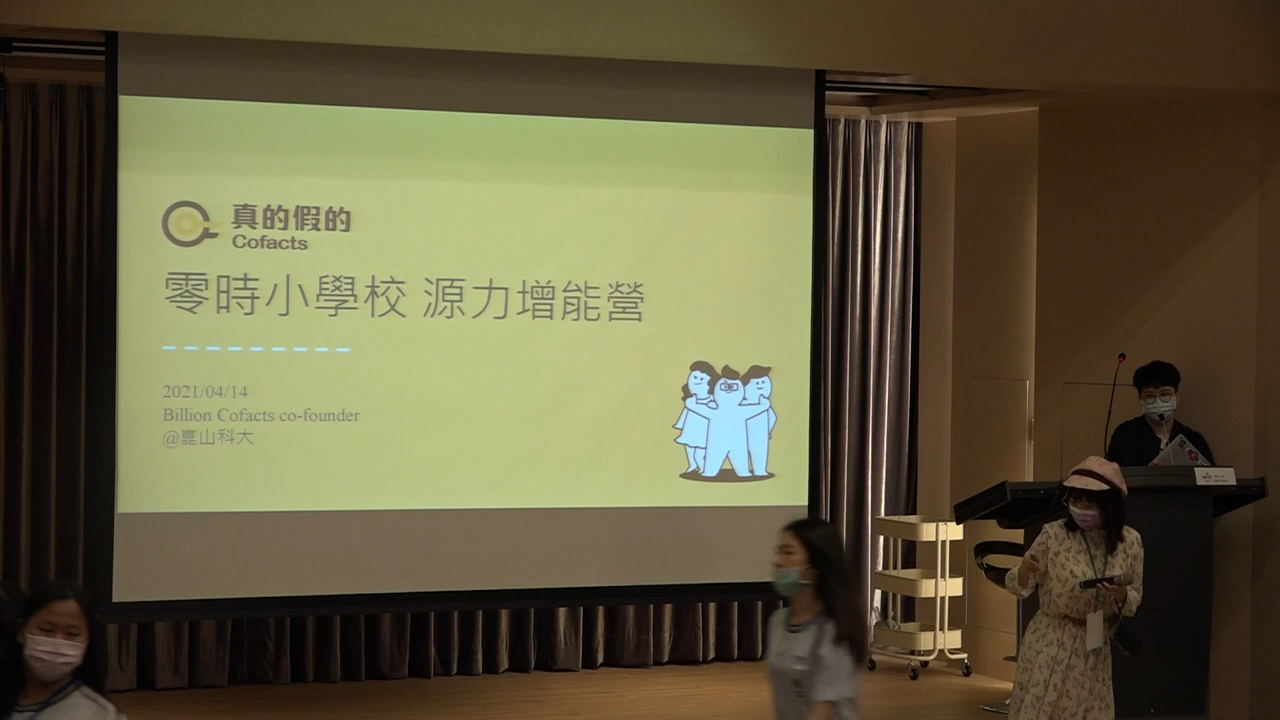 真的假的
Cofacts
零時小學校 源力增能營
2021/04/14
Billion Cofacts co-founder
@崑山科大